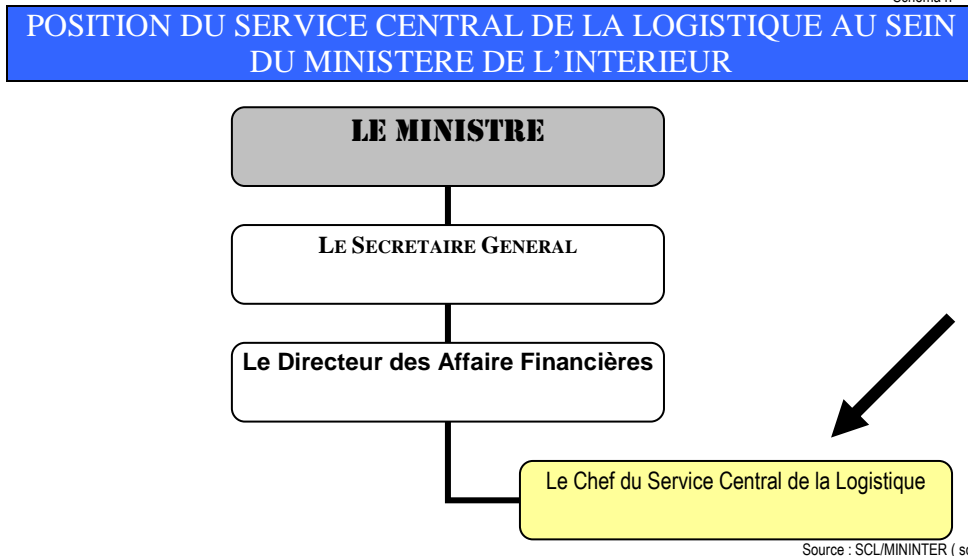 POSITION DU SERVICE CENTRAL DE LA LOGISTIQUE AU SEIN
DU MINISTERE DE L'INTERIEUR
LE MINISTRE
LE SECRETAIRE GENERAL
Le Directeur des Affaire Financières
Le Chef du Service Central de la Logistique
Source : SCL/MININTER (